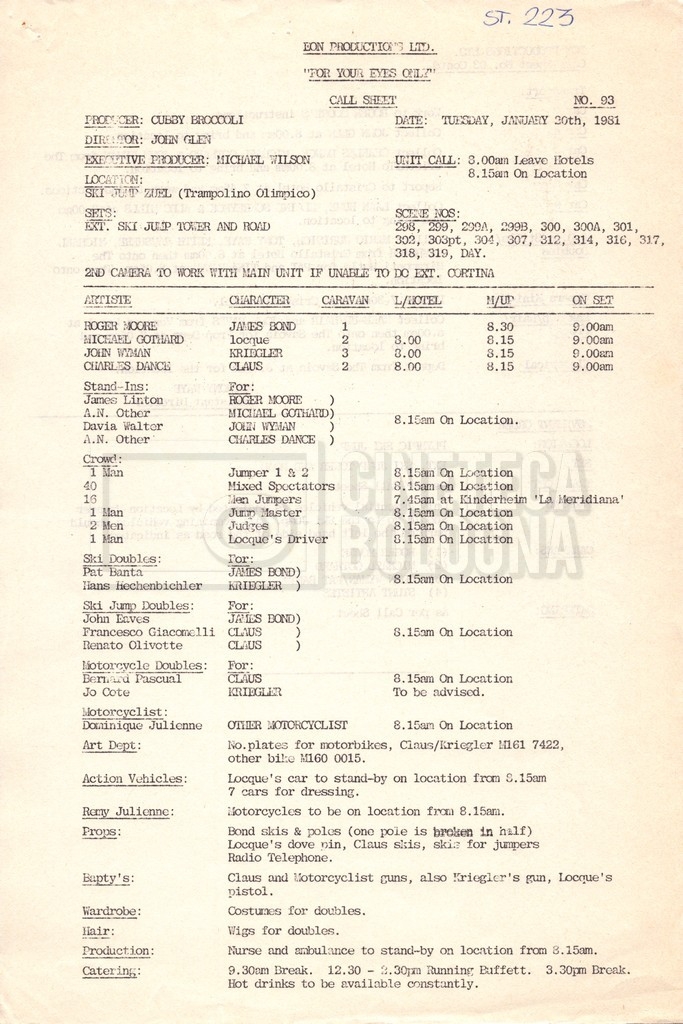 ST. 223
EON PRODUCTIONS LTD.
"FOR YOUR EYES ONLY"
CALL SHEET NO. 93
PRODUCER: CUBBY BROCCOLI DATE: TUESDAY, JANUARY 20th, 1981
DIRECTOR: JOHN GLEN
EXECUTIVE PRODUCER: MICHAEL WILSON UNIT CALL: 8.00am Leave Hotels
LOCATION: 8.15am On Location
SKI JUMP ZUEL (Trampolino Olimpico)
SETS: SCENE NOS:
EXT. SKI JUMP TOWER AND ROAD 298, 299, 299A, 299B, 300, 300A, 301,
302, 303pt, 304, 307, 312, 314, 316, 317,
318, 319, DAY.
2ND CAMERA TO WORK WITH MAIN UNIT IF UNABLE TO DO EXT. CORTINA
ARTISTE CHARACTER CARAVAN L/HOTEL M/UP ON SET
ROGER MOORE JAMES BOND 1 8.30 9.00am
MICHAEL GOTHARD locque 2 8.00 8.15 9.00am
JOHN WYMAN KRIEGLER 3 8.00 8.15 9.00am
CHARLES DANCE CLAUS 2 8.00 8.15 9.00am
Stand-Ins: For:
James Linton ROGER MOORE )
A.N. Other MICHAEL GOTHARD)
8.15am On Location.
Davia Walter JOHN WYMAN )
A.N. Other CHARLES DANCE )
Crowd:
1 Man Jumper 1 & 2 8.15am On Location
40 Mixed Spectators 8.15am On Location
16 Men Jumpers 7.45am at Kinderheim 'La Meridiana'
1 Man Jump Master 8.15am On Location
2 Men Judges 8.15am On Location
1 Man Locque's Driver 8.15am On Location
CINETECA
BOLOGNA
Ski Doubles: For:
Pat Banta JAMES BOND)
8.15am On Location
Hans Hechenbichler KRIEGLER )
Ski Jump Doubles: For:
John Eaves JAMES BOND)
Francesco Giacomelli CLAUS ) 8.15am On Location
Renato Olivotte CLAUS )
Motorcycle Doubles: For:
Bernard Pascual CLAUS 8.15am On Location
Jo Cote KRIEGLER To be advised.
Motorcyclist:
Dominique Julienne OTHER MOTORCYCLIST 8.15am On Location
Art Dept: No.plates for motorbikes, Claus/Kriegler M161 7422,
other bike M160 0015.
Action Vehicles: Locque's car to stand-by on location from 8.15am
7 cars for dressing.
Remy Julienne: Motorcycles to be on location from 8.15am.
Props: Bond skis & poles (one pole is broken in half)
Locque's dove pin, Claus skis, skis for jumpers
Radio Telephone.
Bapty's: Claus and Motorcyclist guns, also Kriegler's gun, Locque's
pistol.
Wardrobe: Costumes for doubles.
Hair: Wigs for doubles.
Production: Nurse and ambulance to stand-by on location from 8.15am.
Catering: 9.30am Break. 12.30 - 2.30pm Running Buffett. 3.30pm Break.
Hot drinks to be available constantly.